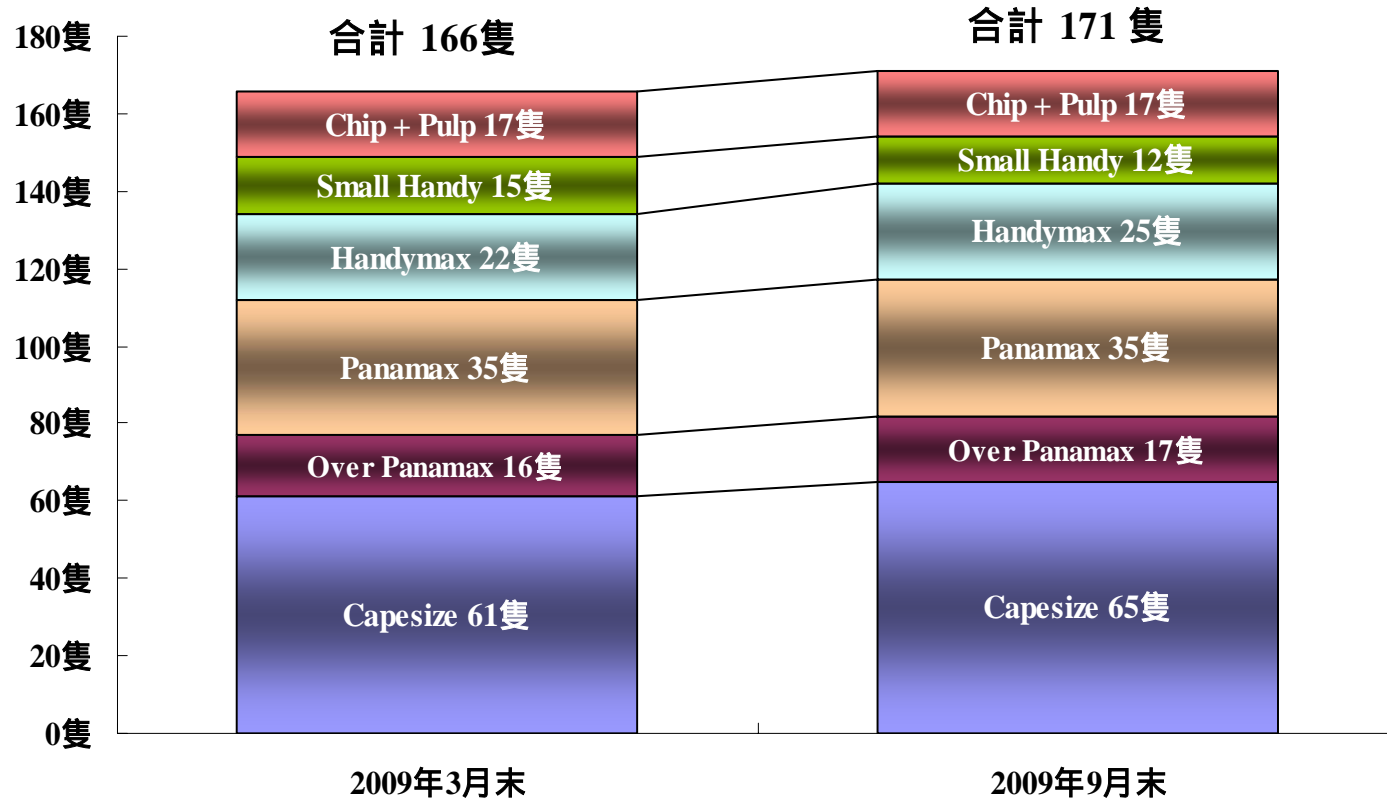 合計 166隻
合計 171 隻
180隻
160隻
140隻
120隻
100隻
80隻
60隻
40隻
20隻
0隻
Chip + Pulp 17隻
Small Handy 15隻
Handymax 22隻
Panamax 35隻
Over Panamax 16隻
Capesize 61隻
Chip + Pulp 17隻
Small Handy 12隻
Handymax 25隻
Panamax 35隻
Over Panamax 17隻
Capesize 65隻
2009年3月末
2009年9月末